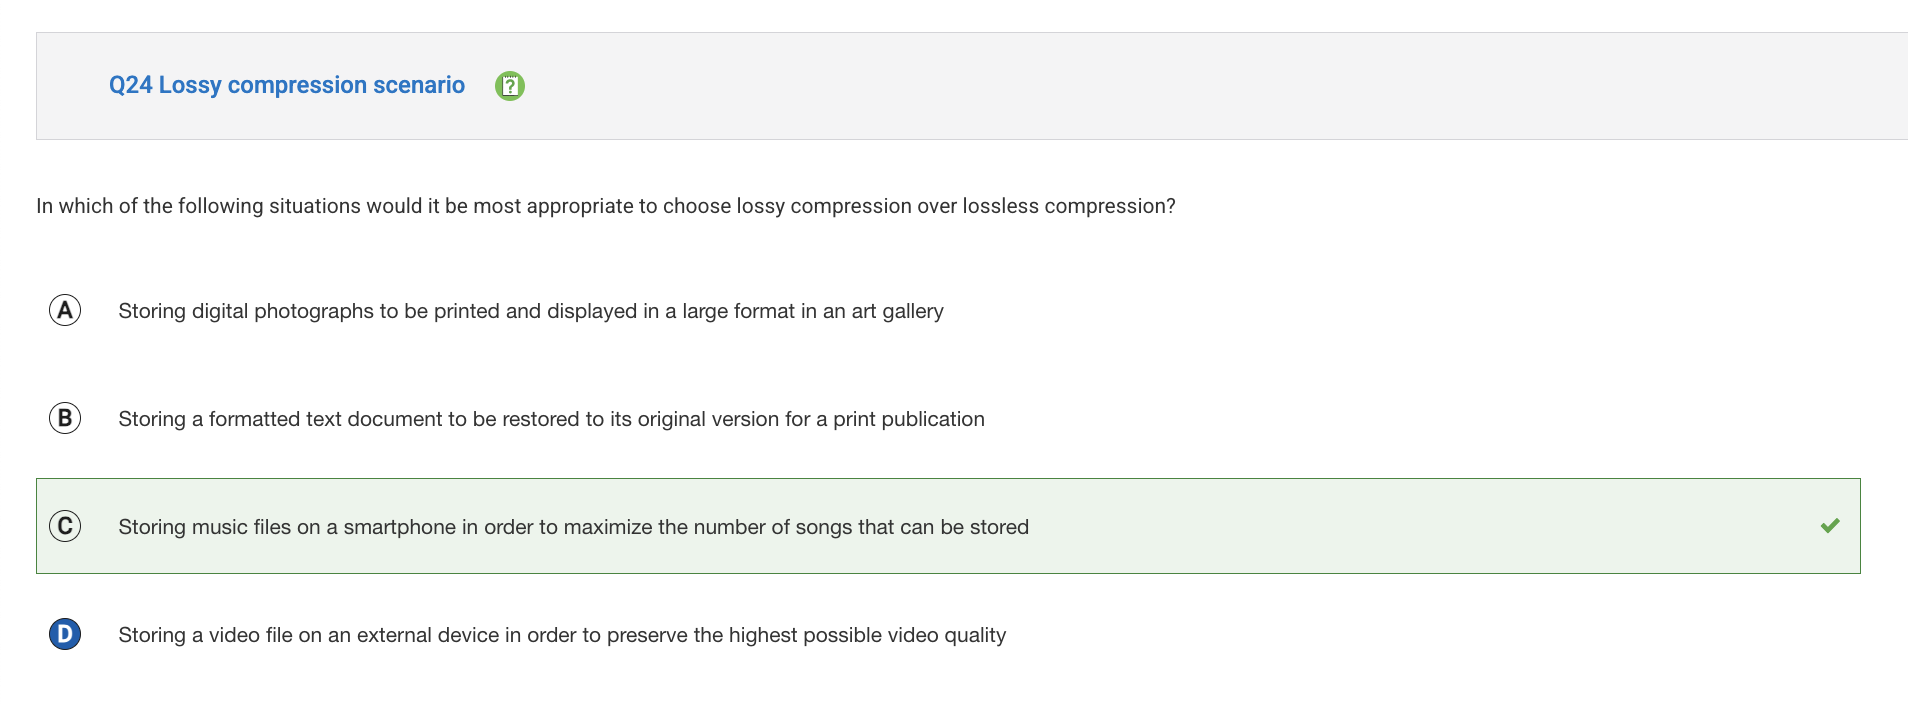 Q24 Lossy compression scenario ?
In which of the following situations would it be most appropriate to choose lossy compression over lossless compression?
A Storing digital photographs to be printed and displayed in a large format in an art gallery
B Storing a formatted text document to be restored to its original version for a print publication
C Storing music files on a smartphone in order to maximize the number of songs that can be stored
D Storing a video file on an external device in order to preserve the highest possible video quality